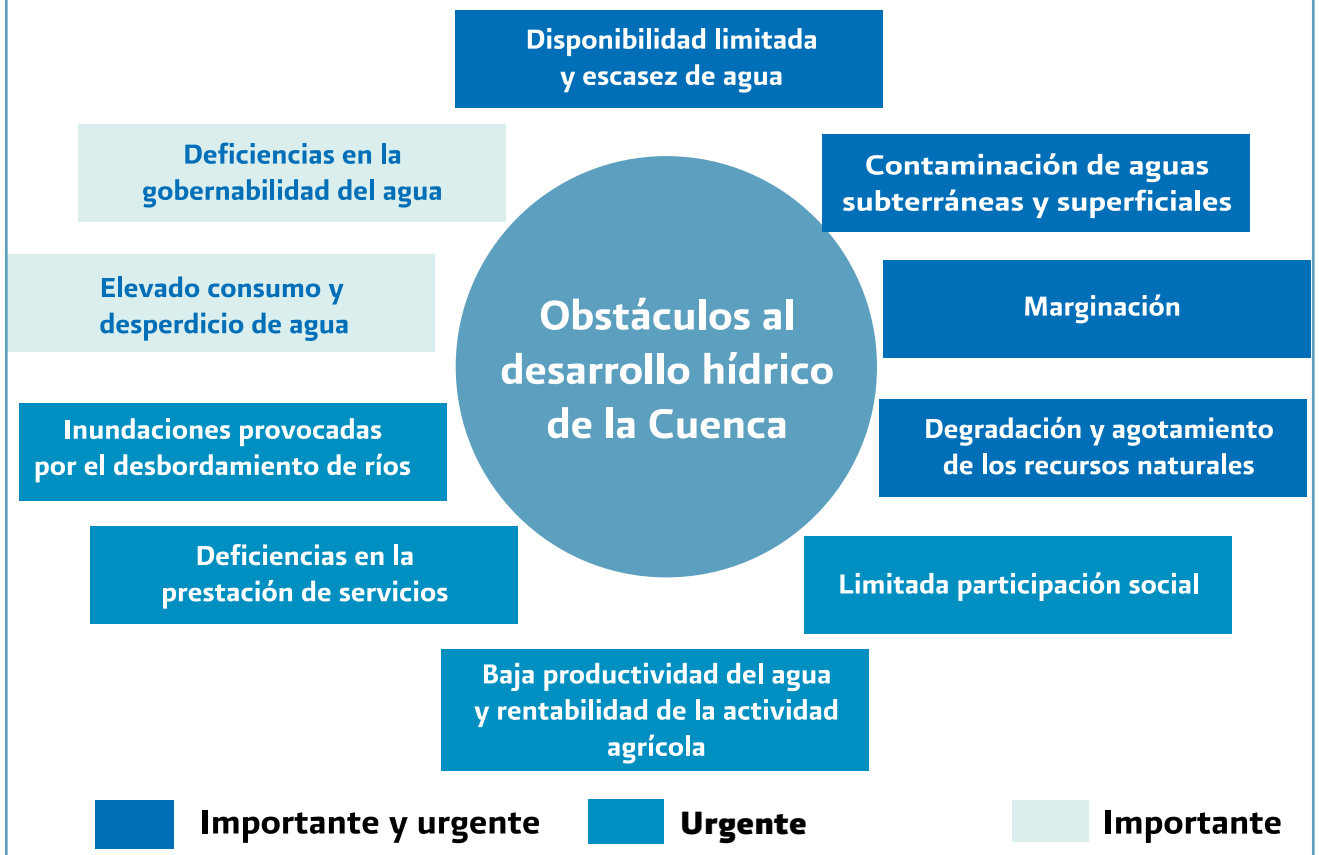 Disponibilidad limitada
y escasez de agua
Deficiencias en la
gobernabilidad del agua
Contaminación de aguas
subterráneas y superficiales
Elevado consumo y
desperdicio de agua
Marginación
Obstáculos al
desarrollo hídrico
de la Cuenca
Inundaciones provocadas
por el desbordamiento de ríos
Degradación y agotamiento
de los recursos naturales
Deficiencias en la
prestación de servicios
Limitada participación social
Baja productividad del agua
y rentabilidad de la actividad
agrícola
Importante y urgente
Urgente
Importante